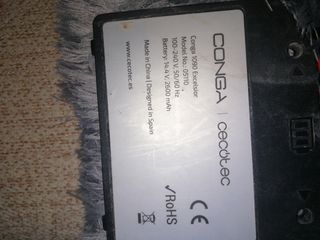 CONGA | cecotec
Conga 1090 Excelsior
Model No.: 05110
100-240 V, 50/60 Hz
Battery: 14.4 V, 2600 mAh
Made in China | Designed in Spain
www.cecotec.es
CE
✓RoHS